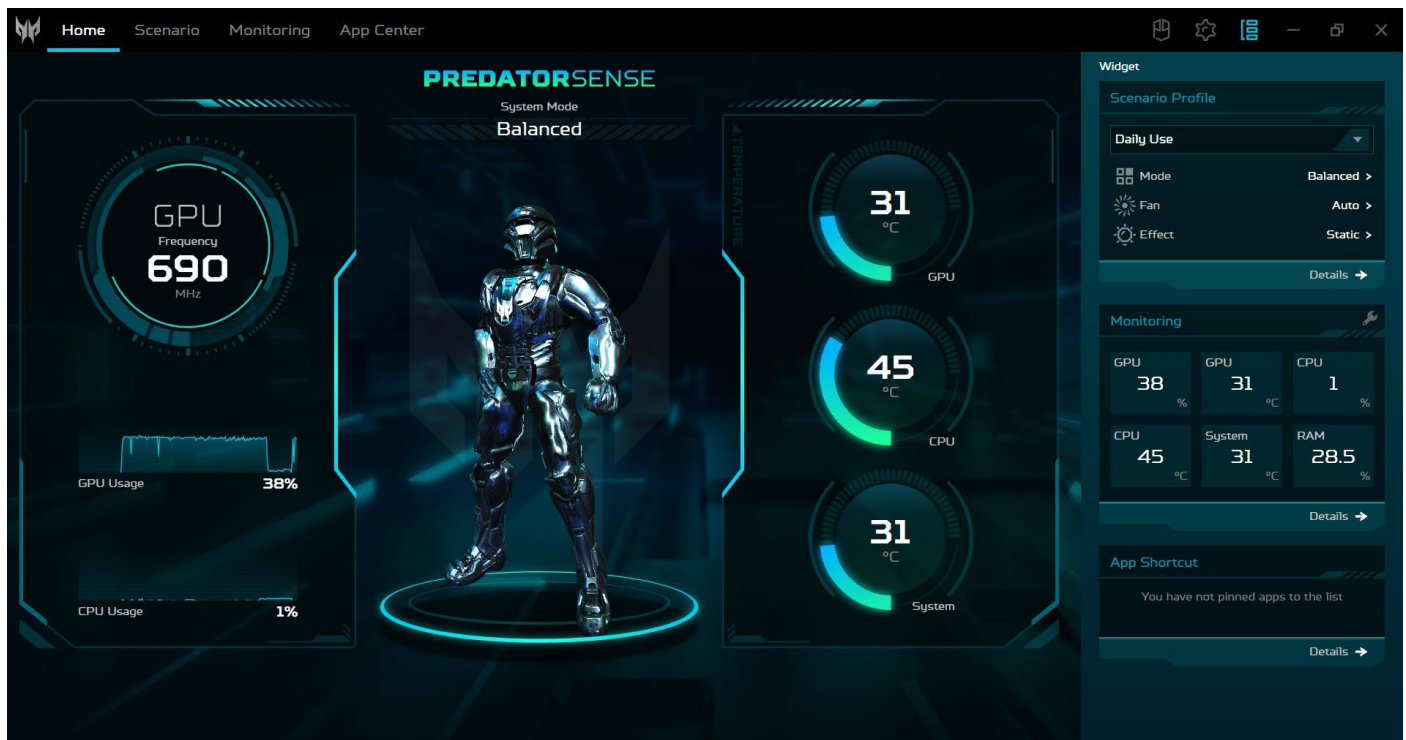 Home Scenario Monitoring App Center
PREDATORSENSE
System Mode
Balanced
GPU
Frequency
690
MHz
GPU Usage 38%
CPU Usage 1%
TEMPERATURE
31
°C
GPU
45
°C
CPU
31
°C
System
Widget
Scenario Profile
Daily Use
Mode Balanced >
Fan Auto >
Effect Static >
Details →
Monitoring
GPU GPU CPU
38 31 1
% °C %
CPU System RAM
45 31 28.5
°C °C %
Details →
App Shortcut
You have not pinned apps to the list
Details →